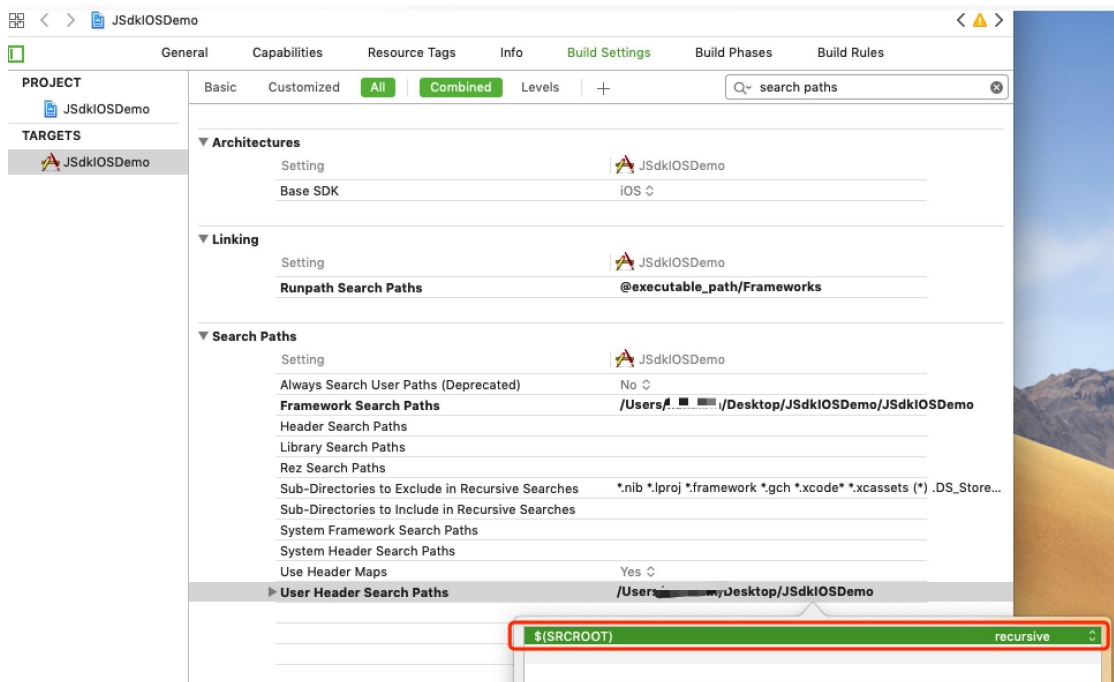 JSdkIOSDemo
General Capabilities Resource Tags Info Build Settings Build Phases Build Rules
PROJECT
JSdkIOSDemo
TARGETS
JSdkIOSDemo
Basic Customized All Combined Levels + search paths
Architectures
Setting JSdkIOSDemo
Base SDK iOS
Linking
Setting JSdkIOSDemo
Runpath Search Paths @executable_path/Frameworks
Search Paths
Setting JSdkIOSDemo
Always Search User Paths (Deprecated) No
Framework Search Paths /Users/ /Desktop/JSdkIOSDemo/JSdkIOSDemo
Header Search Paths
Library Search Paths
Rez Search Paths
Sub-Directories to Exclude in Recursive Searches *.nib *.lproj *.framework *.gch *.xcode* *.xcassets (*) .DS_Store...
Sub-Directories to Include in Recursive Searches
System Framework Search Paths
System Header Search Paths
Use Header Maps Yes
User Header Search Paths /Users /Desktop/JSdkIOSDemo
$(SRCROOT) recursive